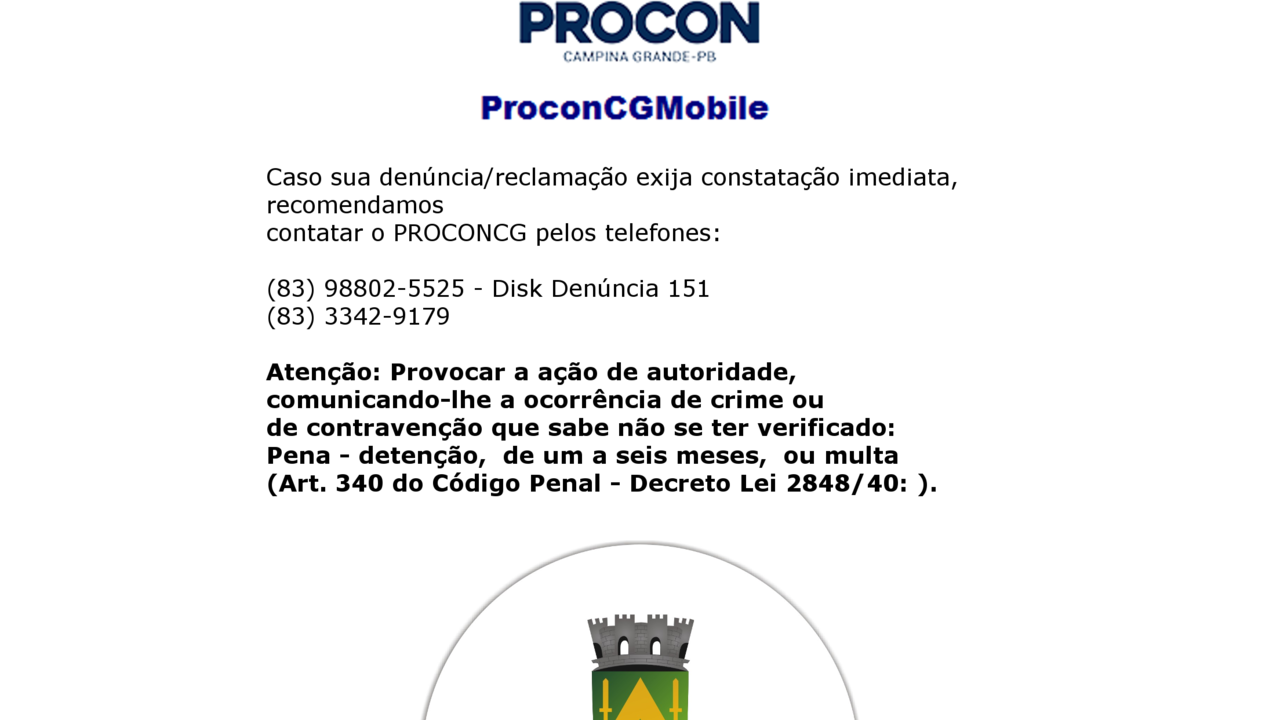 PROCON
CAMPINA GRANDE-PB
ProconCGMobile
Caso sua denúncia/reclamação exija constatação imediata,
recomendamos
contatar o PROCONCG pelos telefones:
(83) 98802-5525 - Disk Denúncia 151
(83) 3342-9179
Atenção: Provocar a ação de autoridade,
comunicando-lhe a ocorrência de crime ou
de contravenção que sabe não se ter verificado:
Pena - detenção,  de um a seis meses,  ou multa
(Art. 340 do Código Penal - Decreto Lei 2848/40: ).